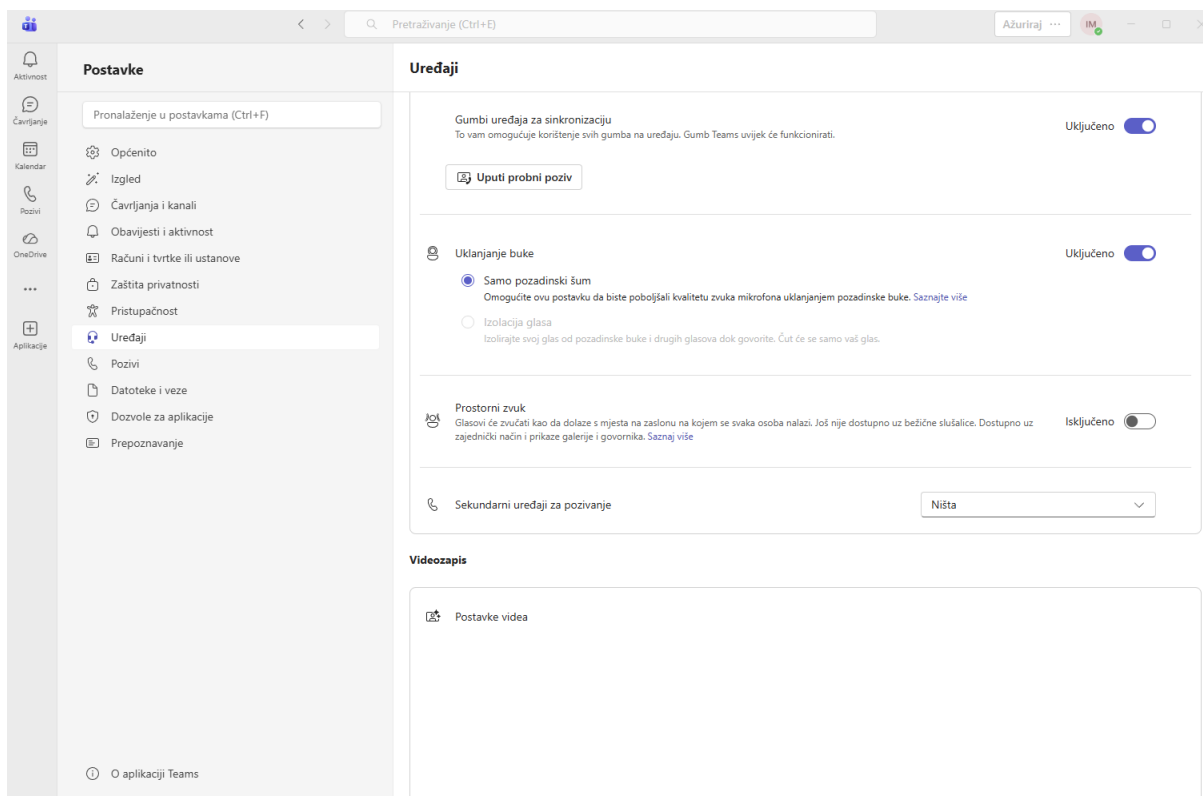 Pretraživanje (Ctrl+E)
Ažuriraj ···
IM
Aktivnost
Čavrljanje
Kalendar
Pozivi
OneDrive
Aplikacije
Postavke
Pronalaženje u postavkama (Ctrl+F)
Općenito
Izgled
Čavrljanja i kanali
Obavijesti i aktivnost
Računi i tvrtke ili ustanove
Zaštita privatnosti
Pristupačnost
Uređaji
Pozivi
Datoteke i veze
Dozvole za aplikacije
Prepoznavanje
O aplikaciji Teams
Uređaji
Gumbi uređaja za sinkronizaciju
To vam omogućuje korištenje svih gumba na uređaju. Gumb Teams uvijek će funkcionirati.
Uključeno
Uputi probni poziv
Uklanjanje buke
Uključeno
Samo pozadinski šum
Omogućite ovu postavku da biste poboljšali kvalitetu zvuka mikrofona uklanjanjem pozadinske buke. Saznajte više
Izolacija glasa
Izolirajte svoj glas od pozadinske buke i drugih glasova dok govorite. Čut će se samo vaš glas.
Prostorni zvuk
Glasovi će zvučati kao da dolaze s mjesta na zaslonu na kojem se svaka osoba nalazi. Još nije dostupno uz bežične slušalice. Dostupno uz
zajednički način i prikaze galerije i govornika. Saznaj više
Isključeno
Sekundarni uređaji za pozivanje
Ništa
Videozapis
Postavke videa